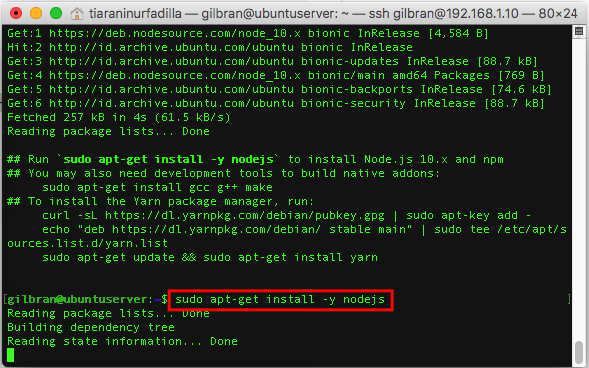 tiaraninurfadilla — gilbran@ubuntuserver: ~ — ssh gilbran@192.168.1.10 — 80×24
Get:1 https://deb.nodesource.com/node_10.x bionic InRelease [4,584 B]
Hit:2 http://id.archive.ubuntu.com/ubuntu bionic InRelease
Get:3 http://id.archive.ubuntu.com/ubuntu bionic-updates InRelease [88.7 kB]
Get:4 https://deb.nodesource.com/node_10.x bionic/main amd64 Packages [769 B]
Get:5 http://id.archive.ubuntu.com/ubuntu bionic-backports InRelease [74.6 kB]
Get:6 http://id.archive.ubuntu.com/ubuntu bionic-security InRelease [88.7 kB]
Fetched 257 kB in 4s (61.5 kB/s)
Reading package lists... Done
## Run `sudo apt-get install -y nodejs` to install Node.js 10.x and npm
## You may also need development tools to build native addons:
sudo apt-get install gcc g++ make
## To install the Yarn package manager, run:
curl -sL https://dl.yarnpkg.com/debian/pubkey.gpg | sudo apt-key add -
echo "deb https://dl.yarnpkg.com/debian/ stable main" | sudo tee /etc/apt/s
ources.list.d/yarn.list
sudo apt-get update && sudo apt-get install yarn
[gilbran@ubuntuserver:~$ sudo apt-get install -y nodejs ]
Reading package lists... Done
Building dependency tree
Reading state information... Done